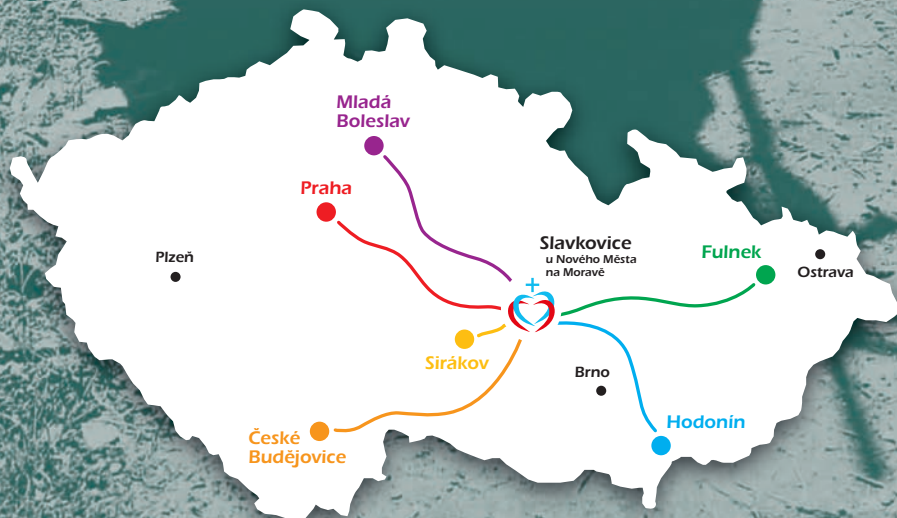 Mladá
Boleslav
Praha
Slavkovice
u Nového Města
na Moravě
Plzeň
Fulnek
Ostrava
Sirákov
Brno
Hodonín
České
Budějovice